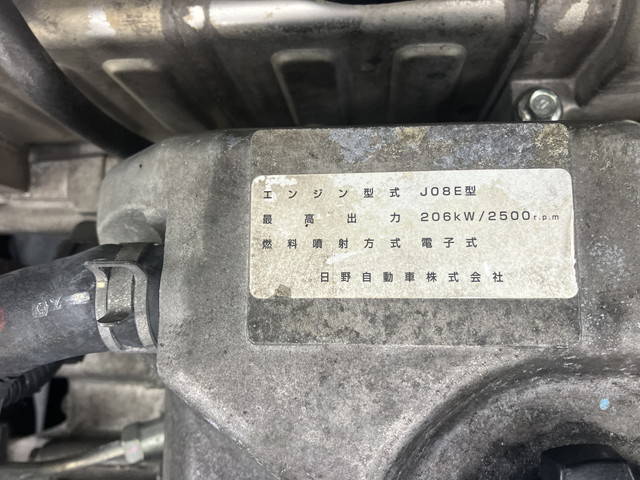 エンジン型式 J08E型
最高出力 206kW/2500r.p.m
燃料噴射方式 電子式
日野自動車株式会社